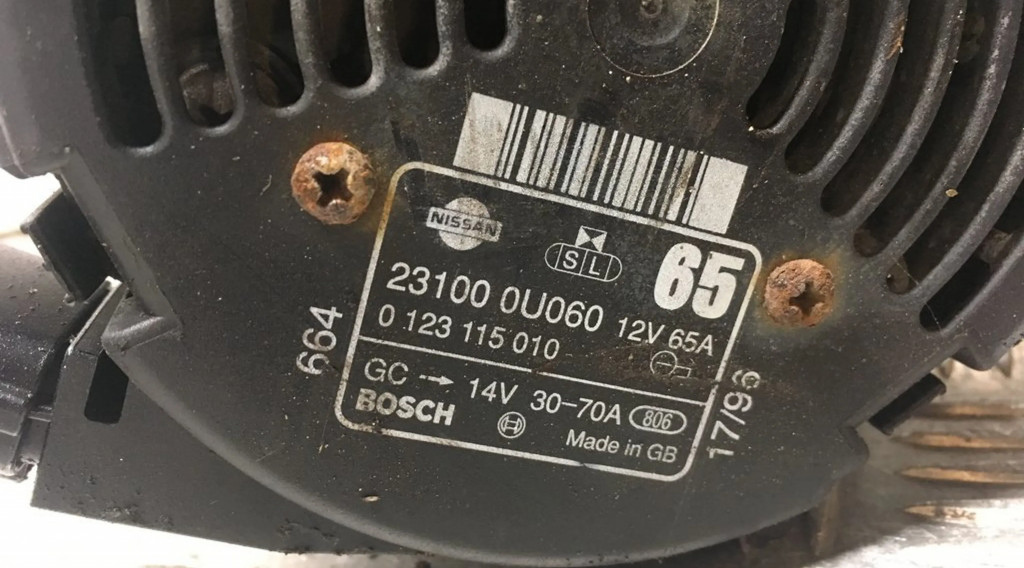 NISSAN
S L
65
23100 0U060 12V 65A
0 123 115 010
GC → 14V 30-70A 806
BOSCH
Made in GB
664
17/96